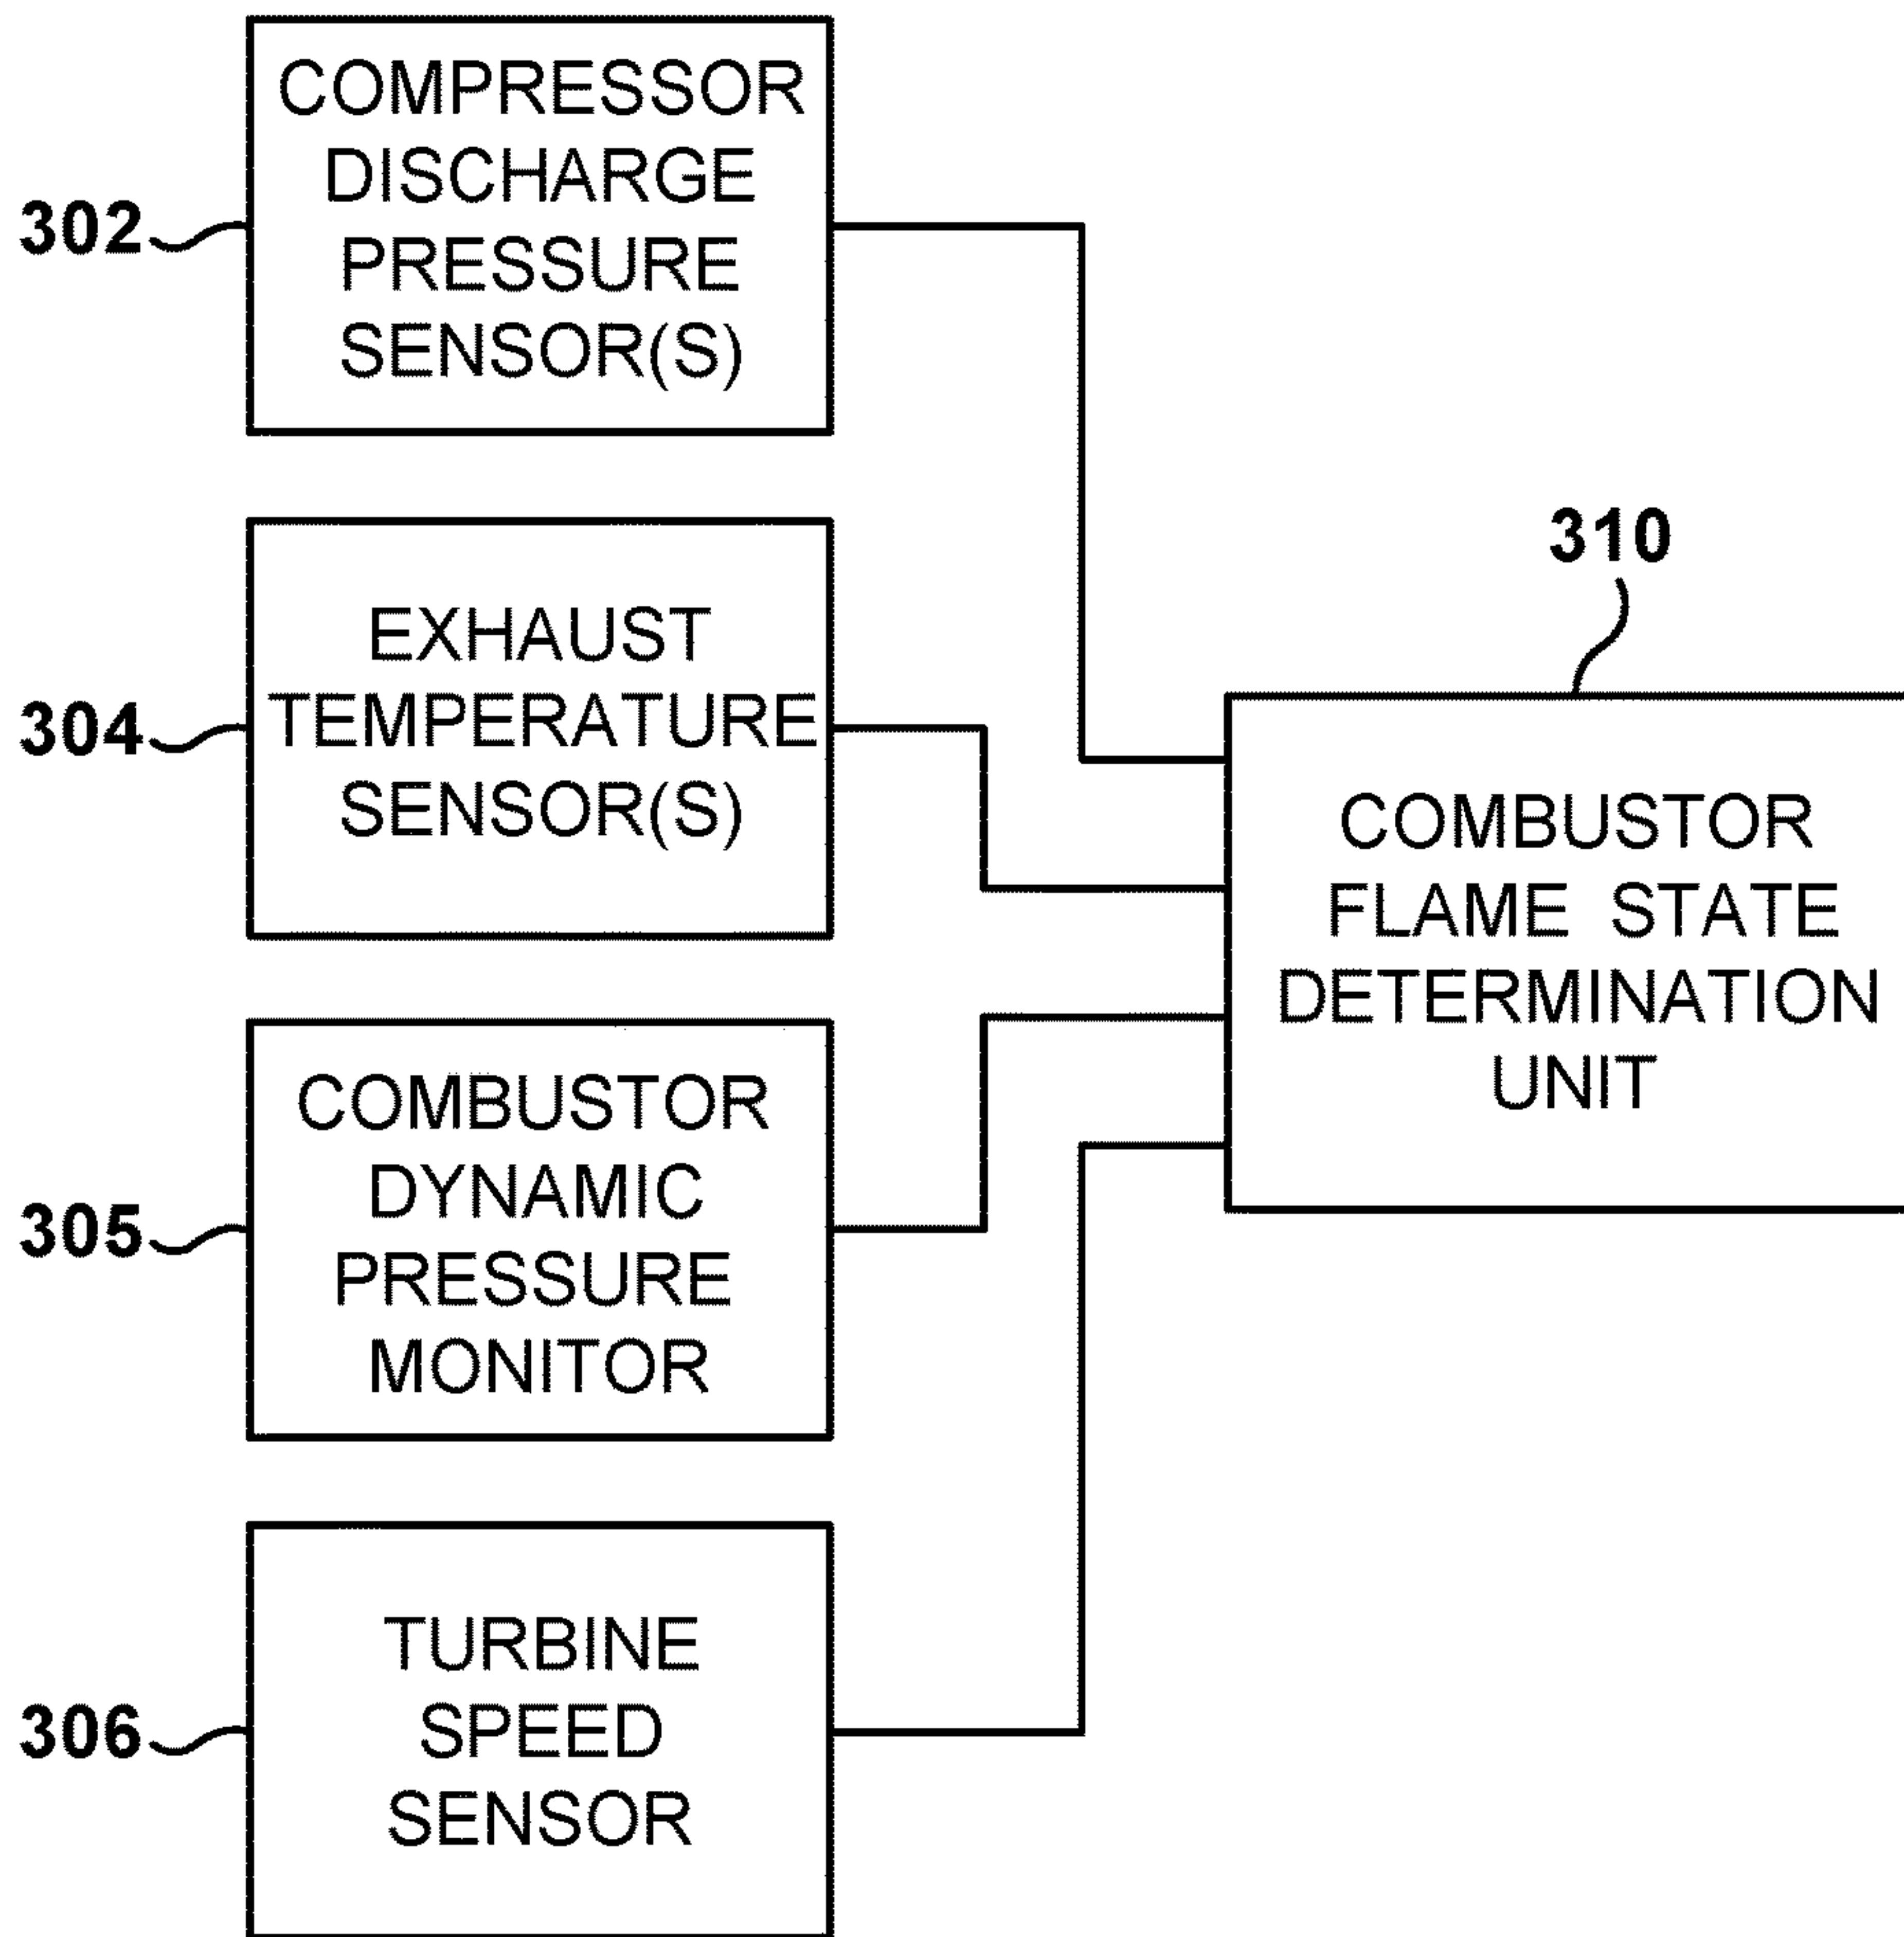 COMPRESSOR
DISCHARGE
PRESSURE
SENSOR(S)
302
EXHAUST
TEMPERATURE
SENSOR(S)
304
COMBUSTOR
DYNAMIC
PRESSURE
MONITOR
305
TURBINE
SPEED
SENSOR
306
310
COMBUSTOR
FLAME STATE
DETERMINATION
UNIT